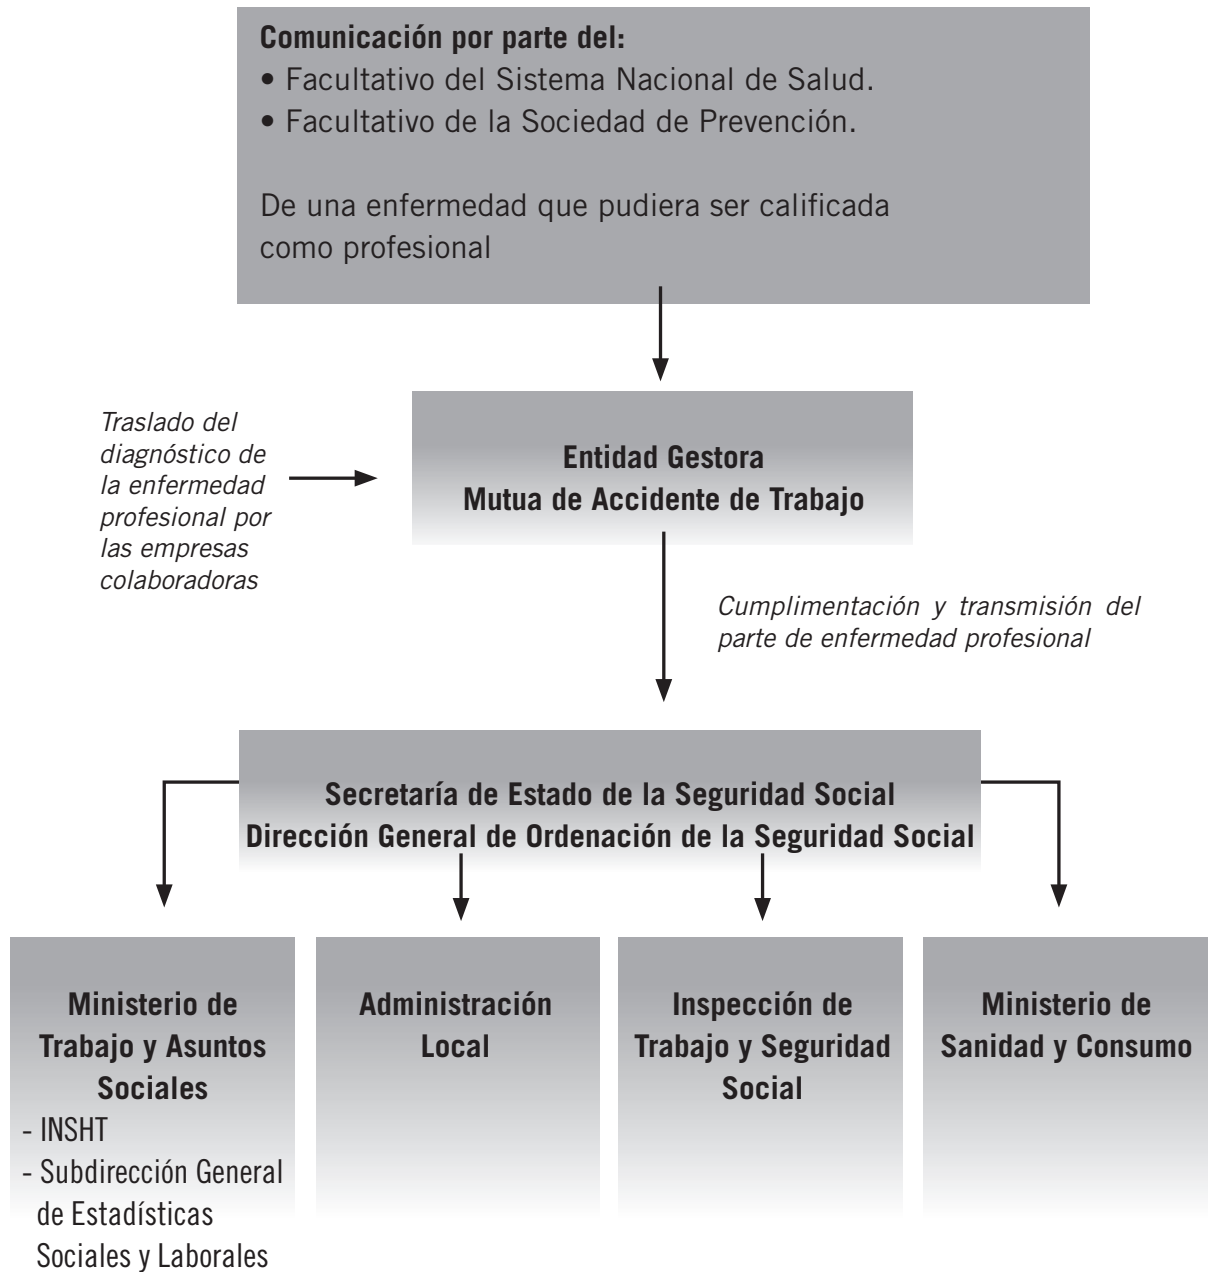 Comunicación por parte del:
• Facultativo del Sistema Nacional de Salud.
• Facultativo de la Sociedad de Prevención.
De una enfermedad que pudiera ser calificada
como profesional
Traslado del
diagnóstico de
la enfermedad
profesional por
las empresas
colaboradoras
Entidad Gestora
Mutua de Accidente de Trabajo
Cumplimentación y transmisión del
parte de enfermedad profesional
Secretaría de Estado de la Seguridad Social
Dirección General de Ordenación de la Seguridad Social
Ministerio de
Trabajo y Asuntos
Sociales
- INSHT
- Subdirección General
de Estadísticas
Sociales y Laborales
Administración
Local
Inspección de
Trabajo y Seguridad
Social
Ministerio de
Sanidad y Consumo